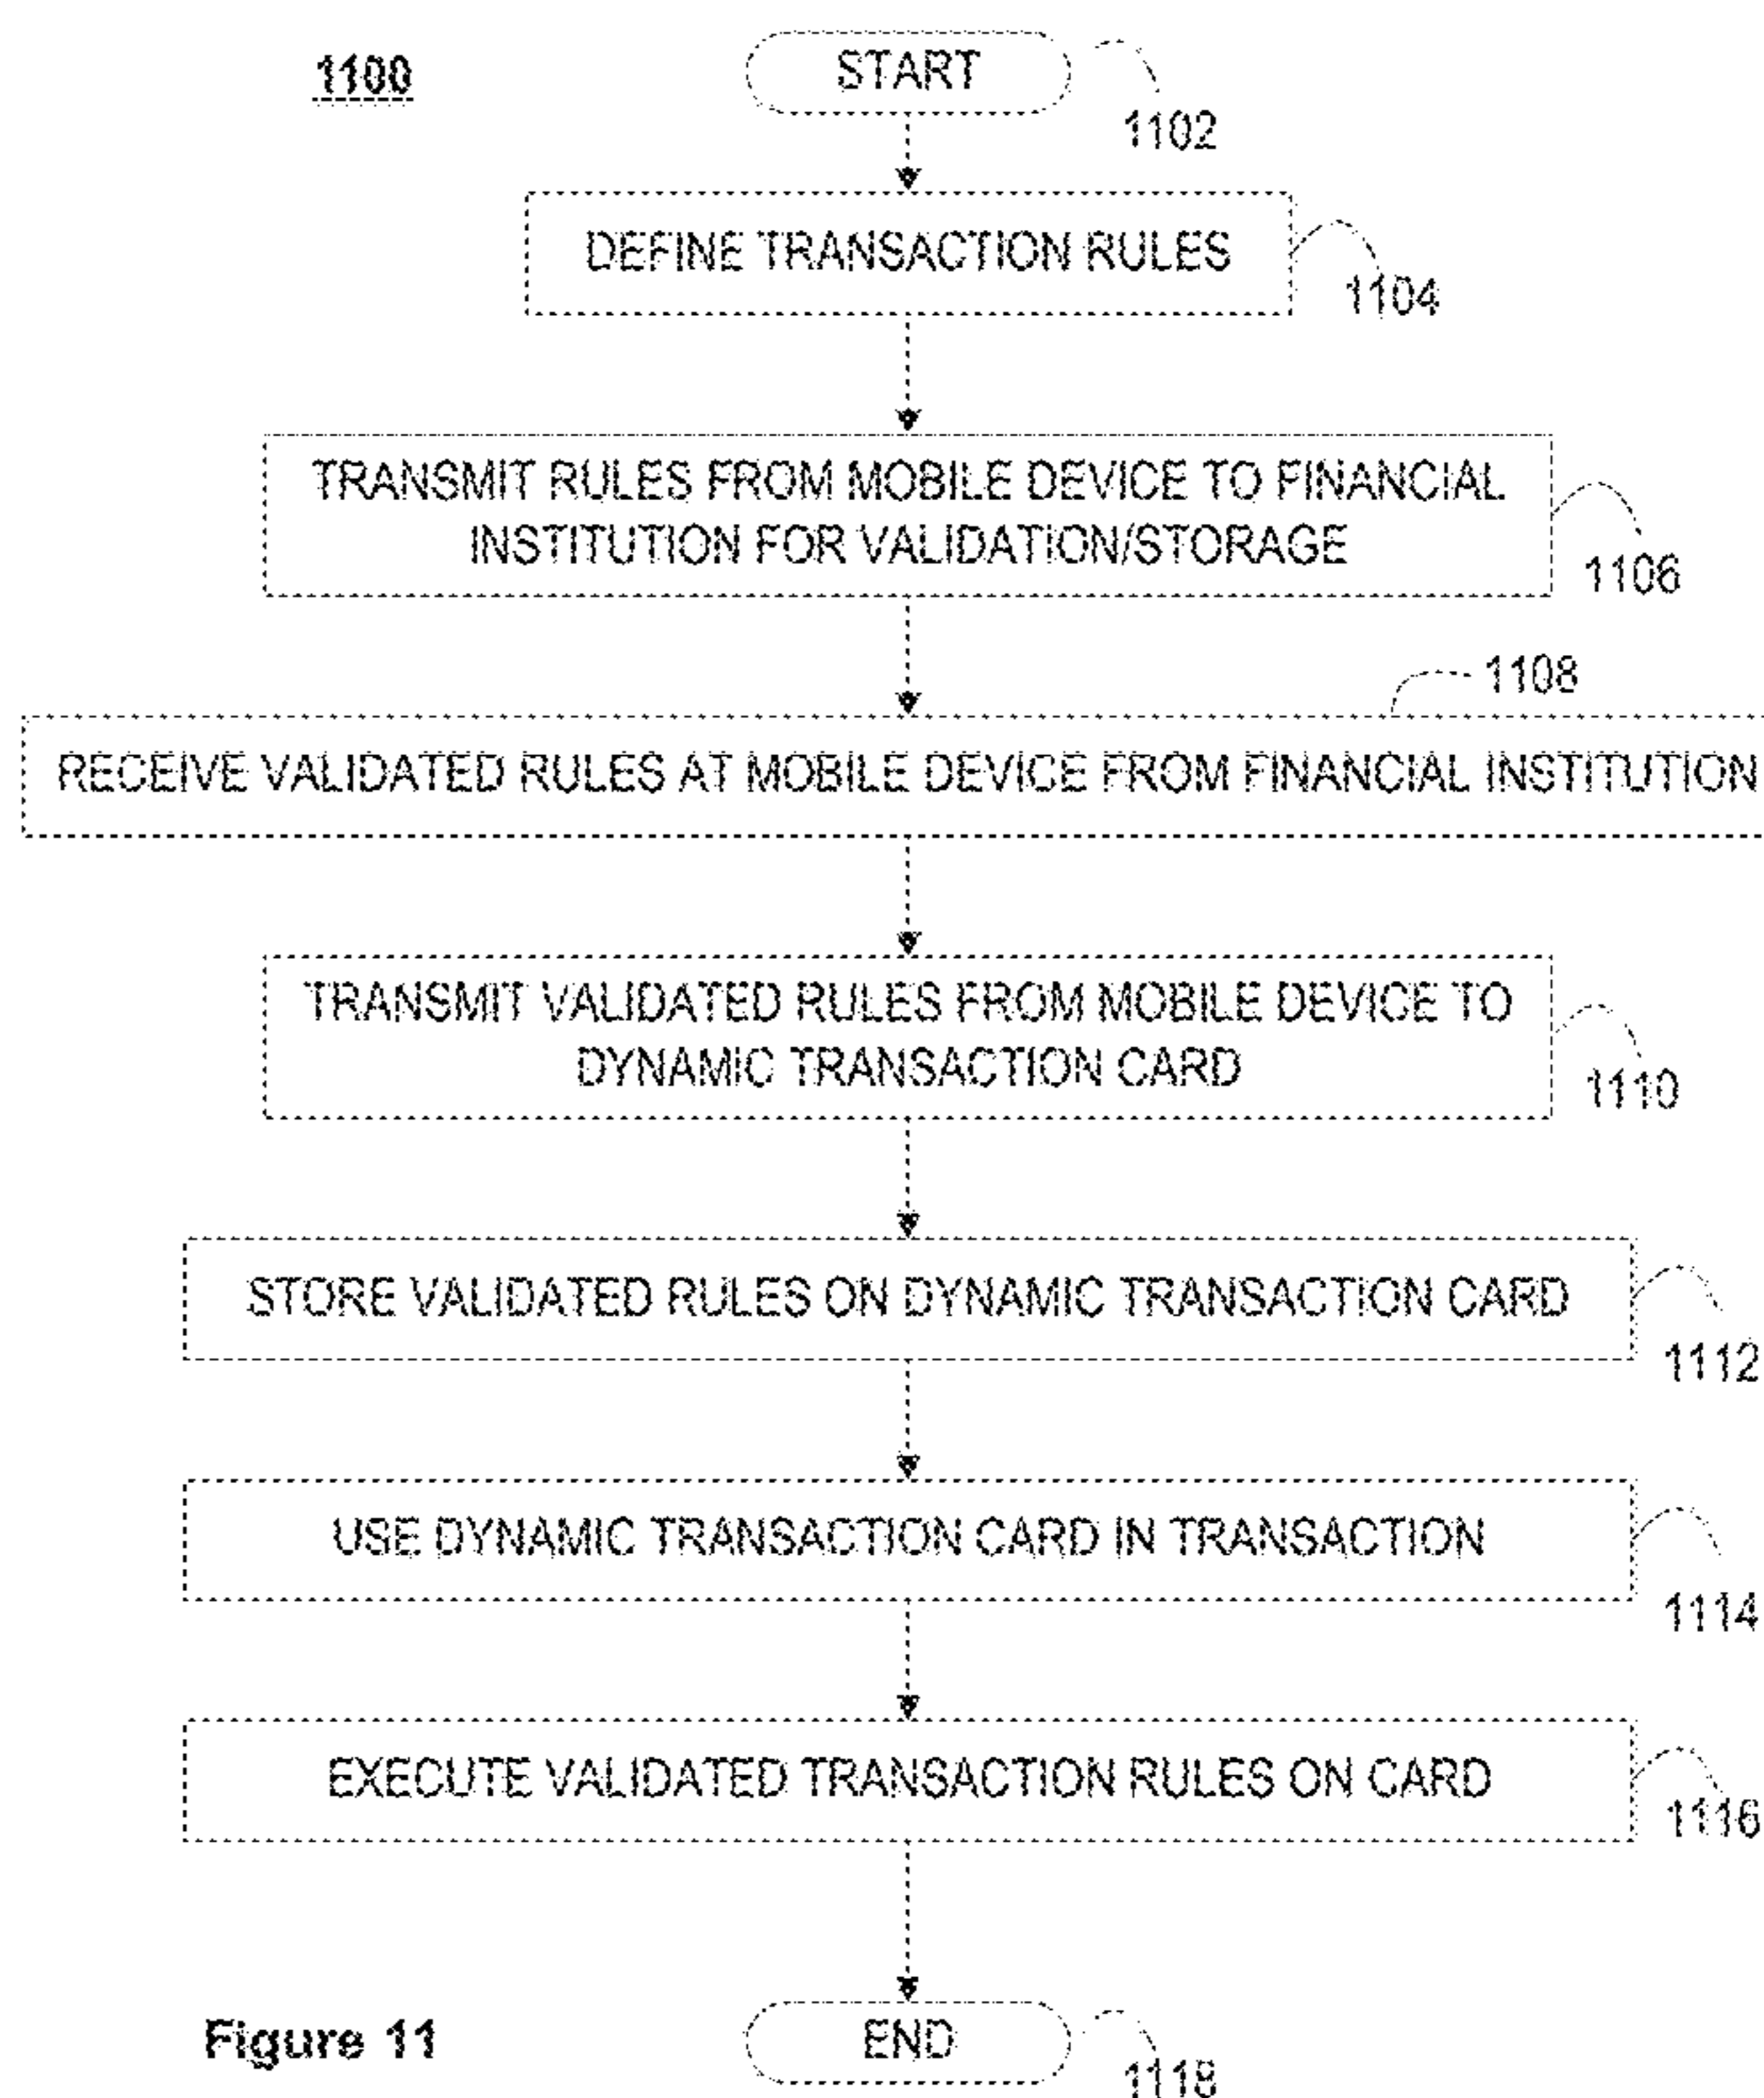 1100
START
1102
DEFINE TRANSACTION RULES
1104
TRANSMIT RULES FROM MOBILE DEVICE TO FINANCIAL
INSTITUTION FOR VALIDATION/STORAGE
1106
1108
RECEIVE VALIDATED RULES AT MOBILE DEVICE FROM FINANCIAL INSTITUTION
TRANSMIT VALIDATED RULES FROM MOBILE DEVICE TO
DYNAMIC TRANSACTION CARD
1110
STORE VALIDATED RULES ON DYNAMIC TRANSACTION CARD
1112
USE DYNAMIC TRANSACTION CARD IN TRANSACTION
1114
EXECUTE VALIDATED TRANSACTION RULES ON CARD
1116
Figure 11
END
1118